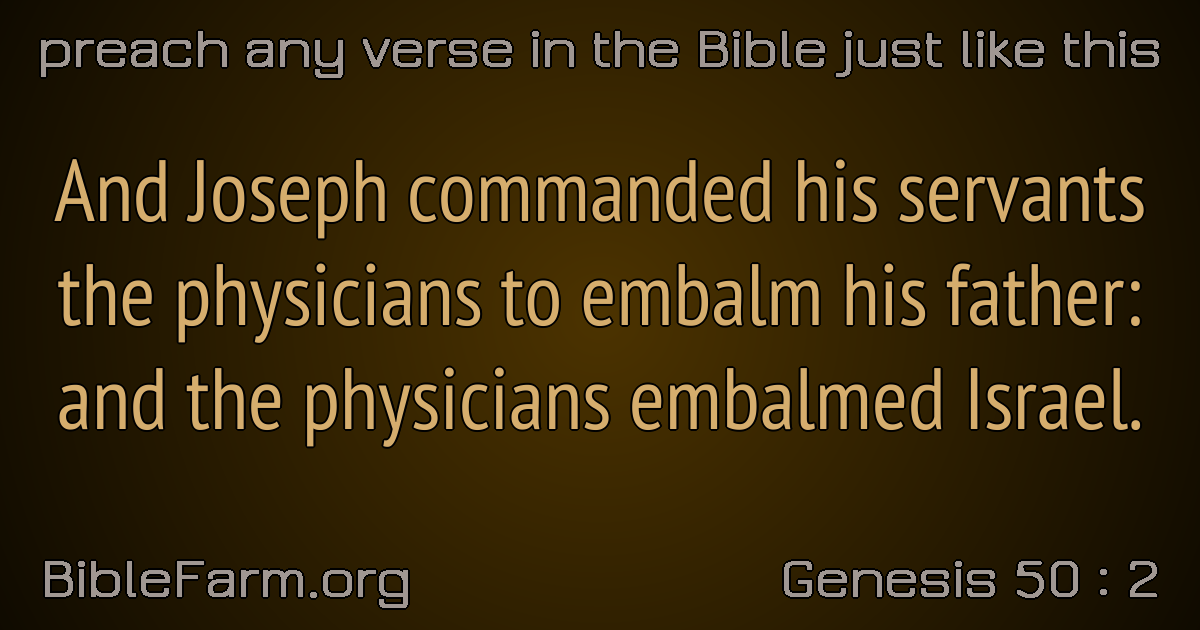 preach any verse in the Bible just like this
And Joseph commanded his servants
the physicians to embalm his father:
and the physicians embalmed Israel.
BibleFarm.org
Genesis 50 : 2